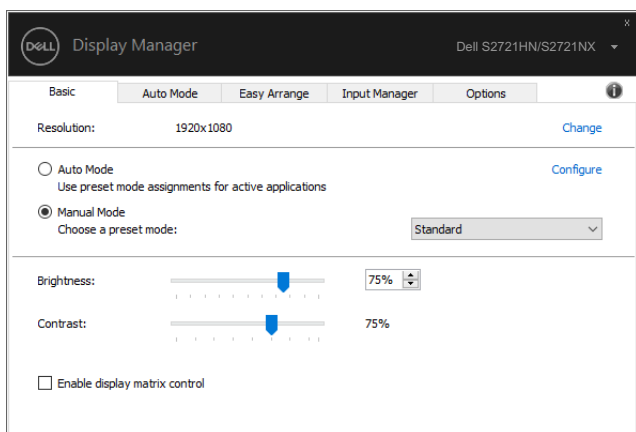 DELL Display Manager Dell S2721HN/S2721NX
x
Basic Auto Mode Easy Arrange Input Manager Options i
Resolution: 1920x1080 Change
Auto Mode Configure
Use preset mode assignments for active applications
Manual Mode
Choose a preset mode: Standard
Brightness: 75%
Contrast: 75%
Enable display matrix control